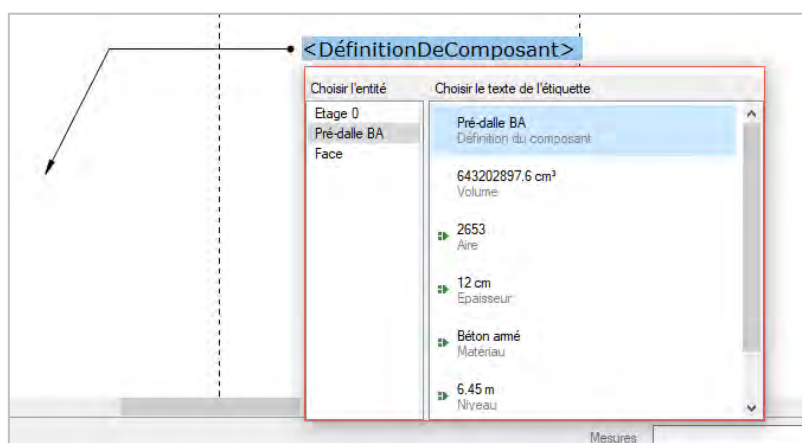 <DéfinitionDeComposant>
Choisir l'entité
Choisir le texte de l'étiquette
Etage 0
Pré-dalle BA
Face
Pré-dalle BA
Définition du composant
643202897.6 cm³
Volume
2653
Aire
12 cm
Epaisseur
Béton armé
Matériau
6.45 m
Niveau
Mesures